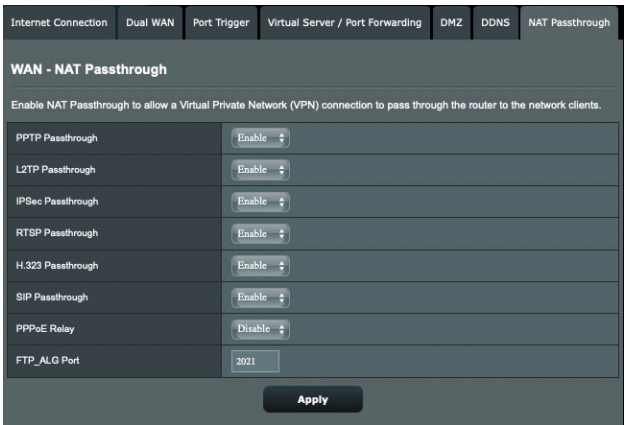 Internet Connection Dual WAN Port Trigger Virtual Server / Port Forwarding DMZ DDNS NAT Passthrough
WAN - NAT Passthrough
Enable NAT Passthrough to allow a Virtual Private Network (VPN) connection to pass through the router to the network clients.
PPTP Passthrough Enable
L2TP Passthrough Enable
IPSec Passthrough Enable
RTSP Passthrough Enable
H.323 Passthrough Enable
SIP Passthrough Enable
PPPoE Relay Disable
FTP_ALG Port 2021
Apply